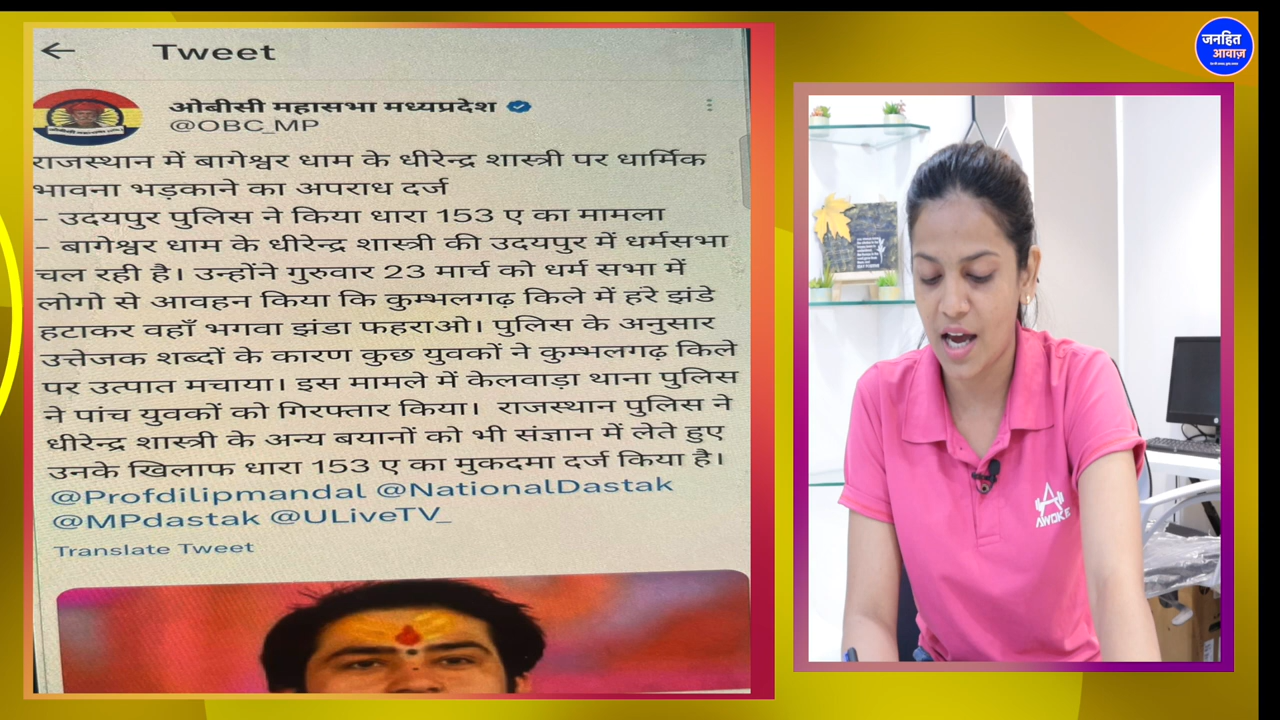 Tweet
ओबीसी महासभा मध्यप्रदेश
@OBC_MP
राजस्थान में बागेश्वर धाम के धीरेन्द्र शास्त्री पर धार्मिक
भावना भड़काने का अपराध दर्ज
– उदयपुर पुलिस ने किया धारा 153 ए का मामला
– बागेश्वर धाम के धीरेन्द्र शास्त्री की उदयपुर में धर्मसभा
चल रही है। उन्होंने गुरुवार 23 मार्च को धर्म सभा में
लोगो से आवहन किया कि कुम्भलगढ़ किले में हरे झंडे
हटाकर वहाँ भगवा झंडा फहराओ। पुलिस के अनुसार
उत्तेजक शब्दों के कारण कुछ युवकों ने कुम्भलगढ़ किले
पर उत्पात मचाया। इस मामले में केलवाड़ा थाना पुलिस
ने पांच युवकों को गिरफ्तार किया। राजस्थान पुलिस ने
धीरेन्द्र शास्त्री के अन्य बयानों को भी संज्ञान में लेते हुए
उनके खिलाफ धारा 153 ए का मुकदमा दर्ज किया है।
@Profdilipmandal @NationalDastak
@MPdastak @ULiveTV_
Translate Tweet
जनहित
आवाज़
AWOKE